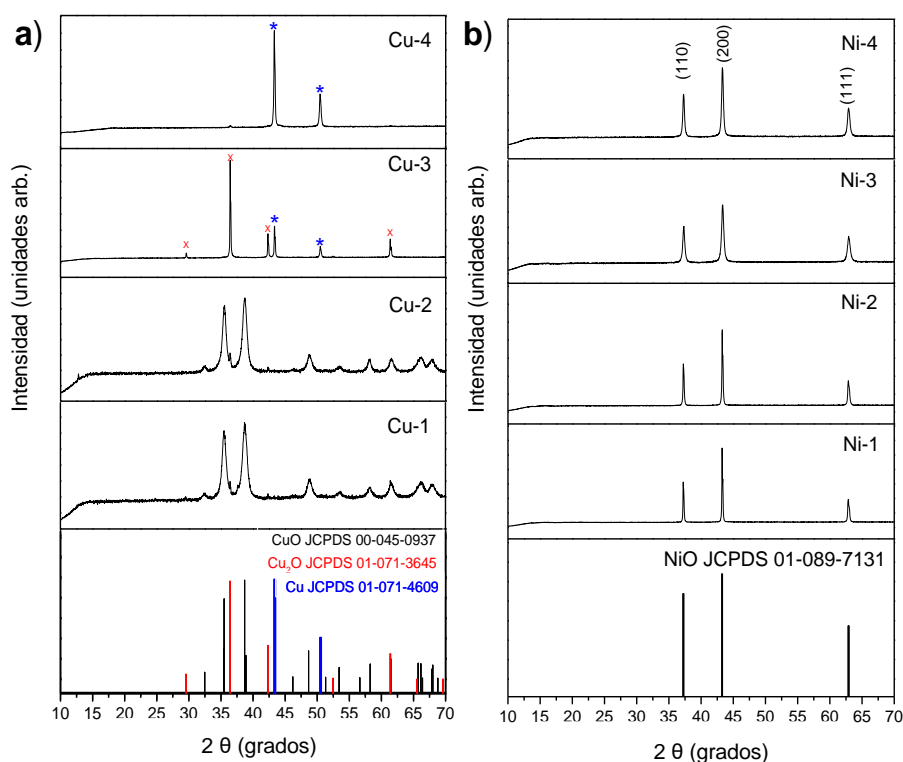 a)
Intensidad (unidades arb.)
Cu-4
*
*
Cu-3
x
x
x
x
*
*
Cu-2
Cu-1
CuO JCPDS 00-045-0937
Cu₂O JCPDS 01-071-3645
Cu JCPDS 01-071-4609
10 15 20 25 30 35 40 45 50 55 60 65 70
2 θ (grados)
b)
Intensidad (unidades arb.)
Ni-4
(110)
(200)
(111)
Ni-3
Ni-2
Ni-1
NiO JCPDS 01-089-7131
10 15 20 25 30 35 40 45 50 55 60 65 70
2 θ (grados)